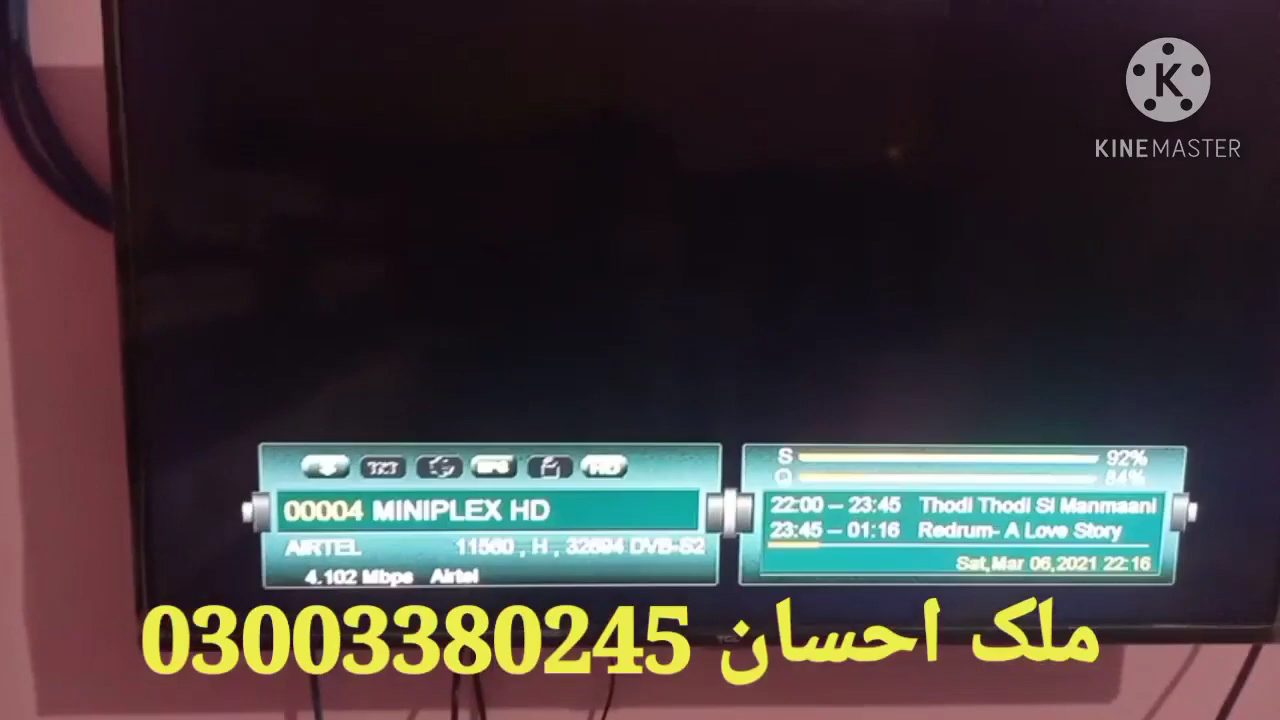 KINEMASTER
S 92%
Q 84%
HD
00004 MINIPLEX HD
22:00 – 23:45 Thodi Thodi Si Manmaani
23:45 – 01:16 Redrum- A Love Story
AIRTEL 11560 , H , 32694 DVB-S2
4.102 Mbps Airtel
Sat,Mar 06,2021 22:16
ملک احسان 03003380245